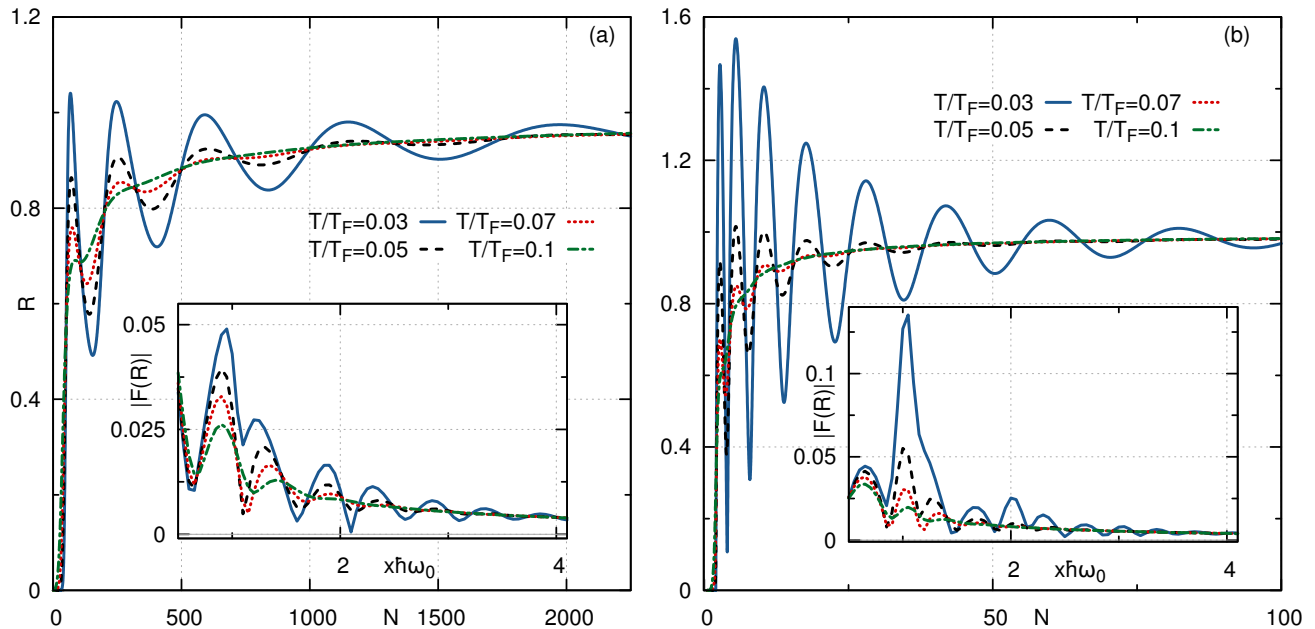 (a)
1.2
0.8
0.4
0
R
T/T_F=0.03 T/T_F=0.07
T/T_F=0.05 T/T_F=0.1
0.05
0.025
0
|F(R)|
2 xħω₀ 4
0 500 1000 1500 2000
N
(b)
1.6
1.2
0.8
0.4
0
T/T_F=0.03 T/T_F=0.07
T/T_F=0.05 T/T_F=0.1
0.1
0.05
0
|F(R)|
2 xħω₀ 4
0 50 N 100